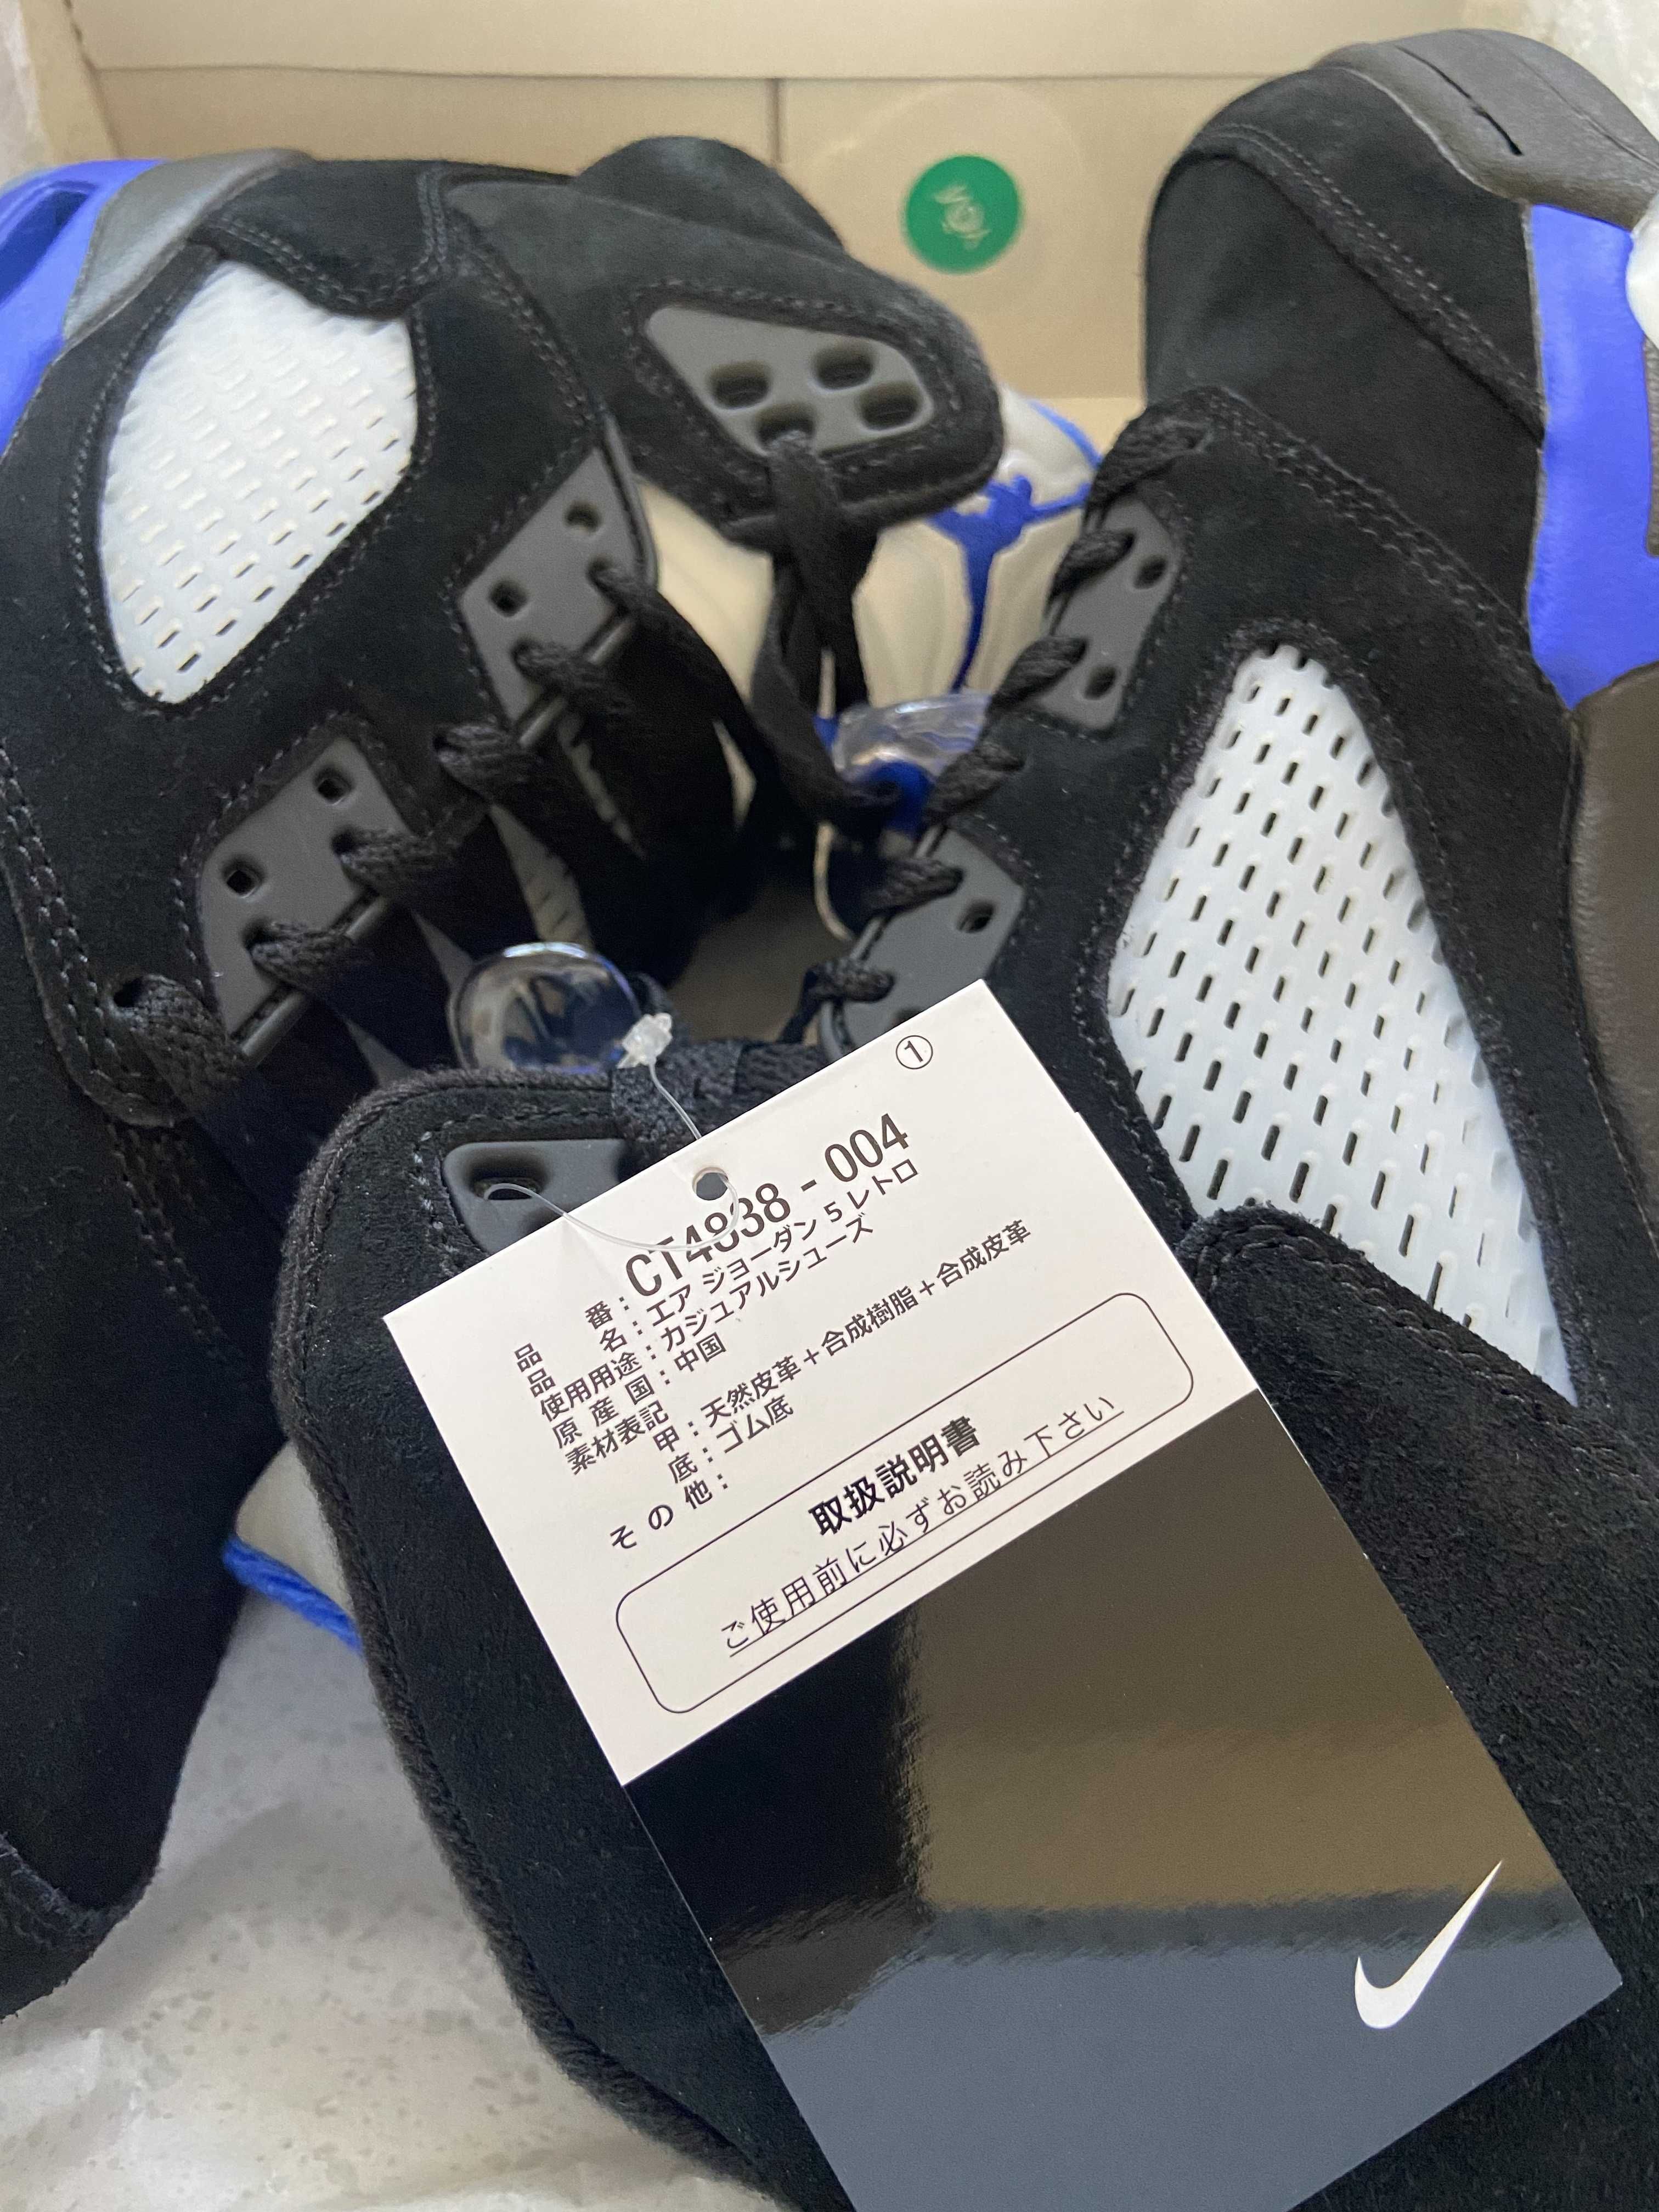 ①
品番：CT4838-004
品名：エア ジョーダン 5 レトロ
使用用途：カジュアルシューズ
原産国：中国
素材表記
甲：天然皮革＋合成樹脂＋合成皮革
底：ゴム底
その他：
取扱説明書
ご使用前に必ずお読み下さい